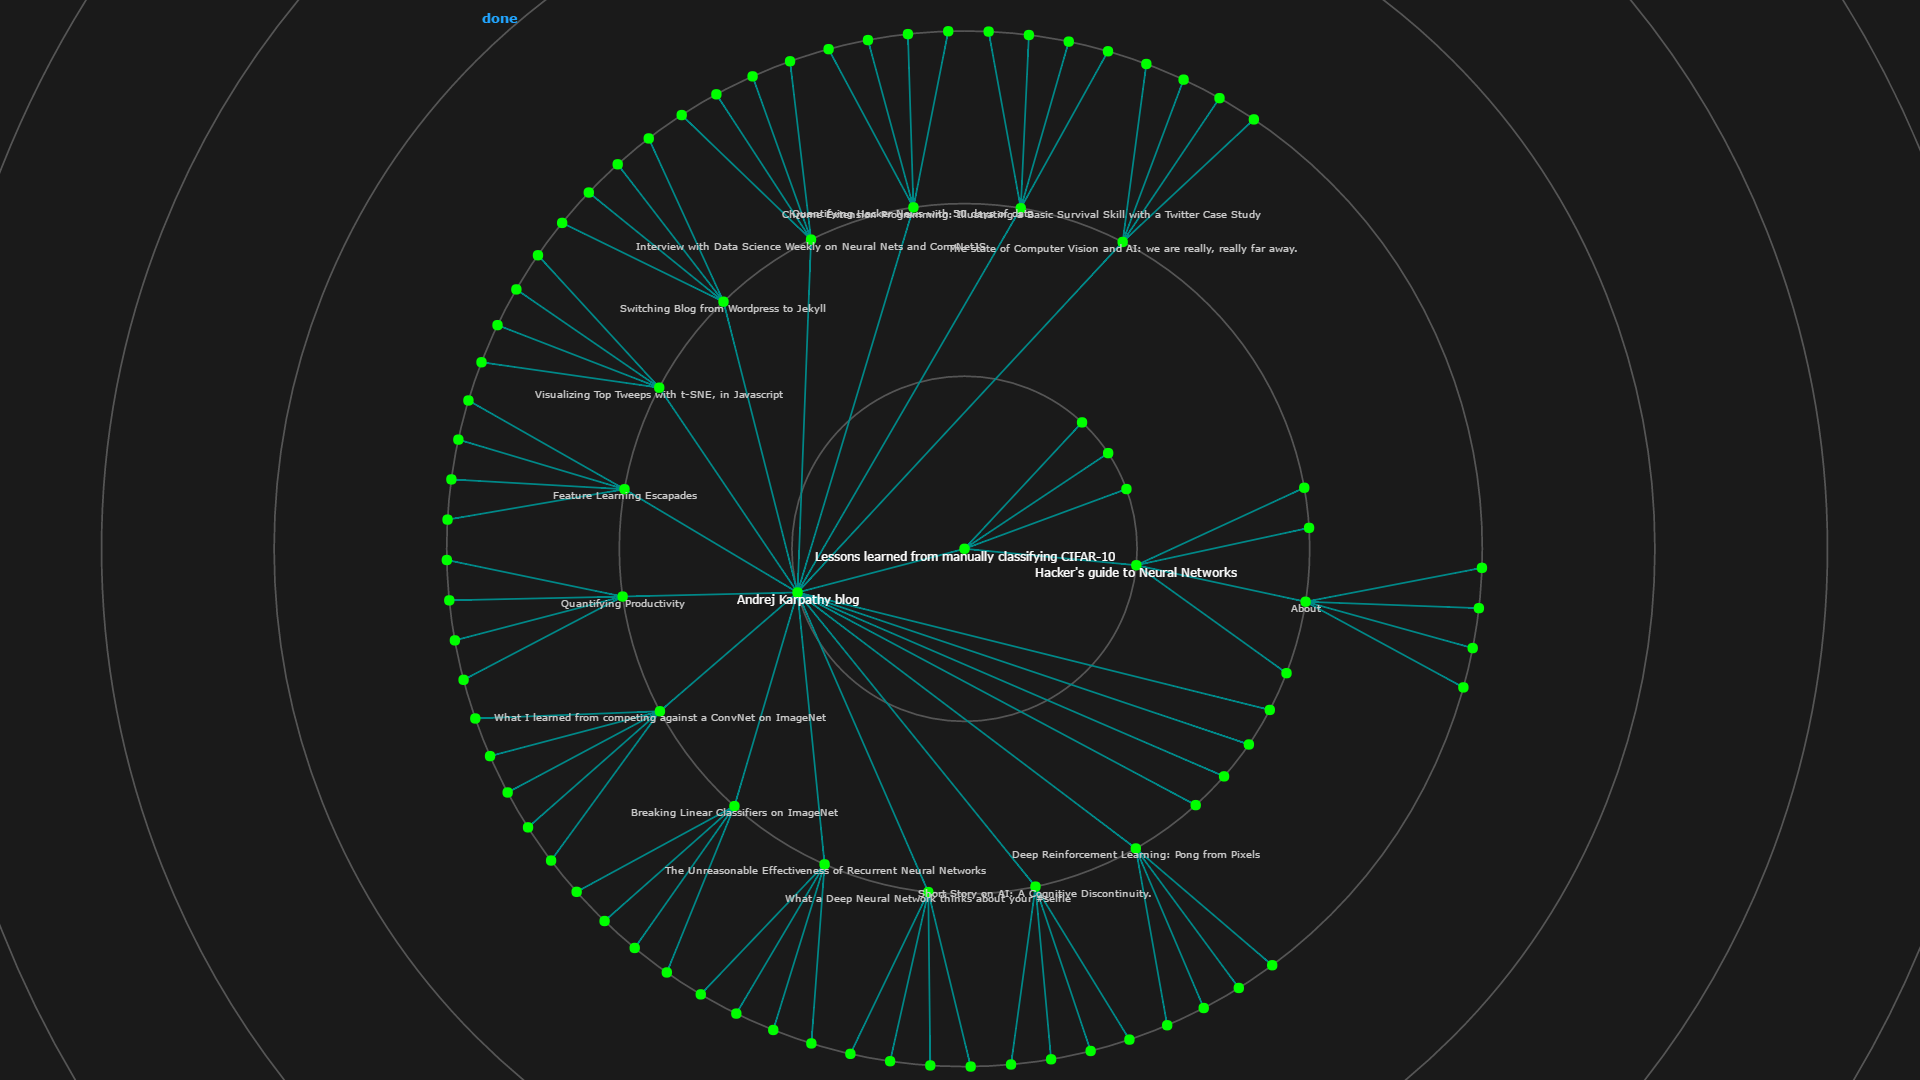 done
Quantifying Hacker News with 50 days of data
Chrome Extension Programming: Illustrating a Basic Survival Skill with a Twitter Case Study
Interview with Data Science Weekly on Neural Nets and ConvNetJS
The state of Computer Vision and AI: we are really, really far away.
Switching Blog from Wordpress to Jekyll
Visualizing Top Tweeps with t-SNE, in Javascript
Feature Learning Escapades
Lessons learned from manually classifying CIFAR-10
Hacker's guide to Neural Networks
Andrej Karpathy blog
Quantifying Productivity
About
What I learned from competing against a ConvNet on ImageNet
Breaking Linear Classifiers on ImageNet
Deep Reinforcement Learning: Pong from Pixels
The Unreasonable Effectiveness of Recurrent Neural Networks
Short Story on AI: A Cognitive Discontinuity.
What a Deep Neural Network thinks about your #selfie